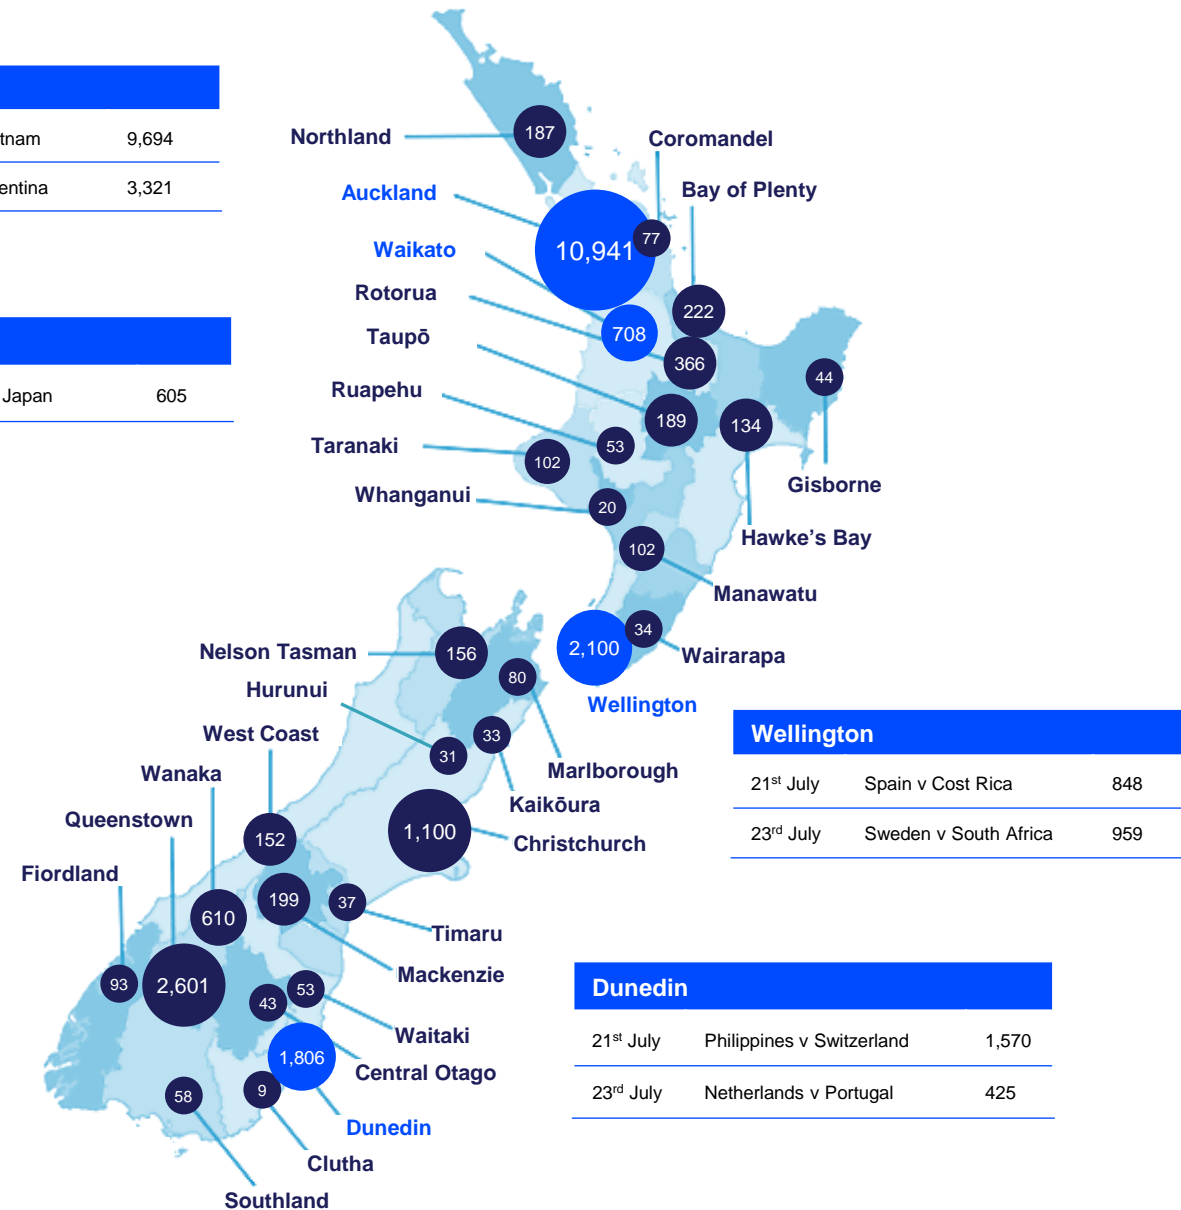 187
Northland
Coromandel
tnam 9,694
entina 3,321
Auckland
Bay of Plenty
10,941
77
Waikato
Rotorua
222
708
Taupō
366
44
Ruapehu
Japan 605
189
134
Taranaki
53
102
Gisborne
Whanganui
20
Hawke's Bay
102
Manawatu
34
2,100
Wairarapa
Nelson Tasman
156
80
Hurunui
Wellington
West Coast
33
31
Wellington
21st July Spain v Cost Rica 848
23rd July Sweden v South Africa 959
Marlborough
Wanaka
Kaikōura
Queenstown
1,100
152
Christchurch
Fiordland
199
37
610
Timaru
Mackenzie
93
2,601
53
43
Dunedin
21st July Philippines v Switzerland 1,570
23rd July Netherlands v Portugal 425
Waitaki
1,806
Central Otago
9
58
Dunedin
Clutha
Southland